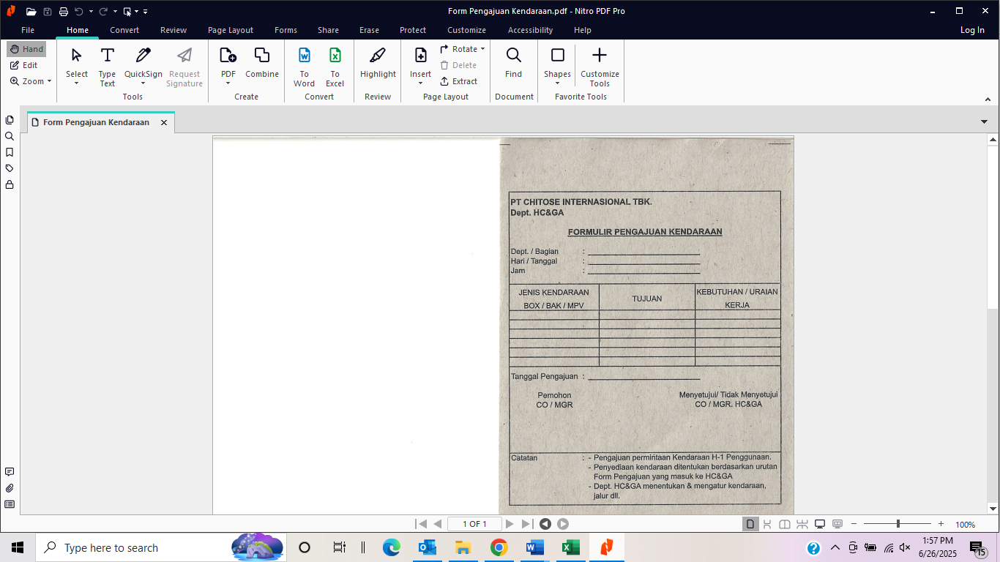 Form Pengajuan Kendaraan.pdf - Nitro PDF Pro
File Home Convert Review Page Layout Forms Share Erase Protect Customize Accessibility Help Log In
Hand
Edit
Zoom
Select
Type Text
QuickSign
Request Signature
Tools
PDF
Combine
Create
To Word
To Excel
Convert
Highlight
Review
Insert
Rotate
Delete
Extract
Page Layout
Find
Document
Shapes
Customize Tools
Favorite Tools
Form Pengajuan Kendaraan
PT CHITOSE INTERNASIONAL TBK.
Dept. HC&GA
FORMULIR PENGAJUAN KENDARAAN
Dept. / Bagian :
Hari / Tanggal :
Jam :
JENIS KENDARAAN
BOX / BAK / MPV
TUJUAN
KEBUTUHAN / URAIAN
KERJA
Tanggal Pengajuan :
Pemohon
CO / MGR
Menyetujui/ Tidak Menyetujui
CO / MGR. HC&GA
Catatan : - Pengajuan permintaan Kendaraan H-1 Penggunaan.
- Penyediaan kendaraan ditentukan berdasarkan urutan
Form Pengajuan yang masuk ke HC&GA
- Dept. HC&GA menentukan & mengatur kendaraan,
jalur dll.
1 OF 1
100%
Type here to search
1:57 PM
6/26/2025
15